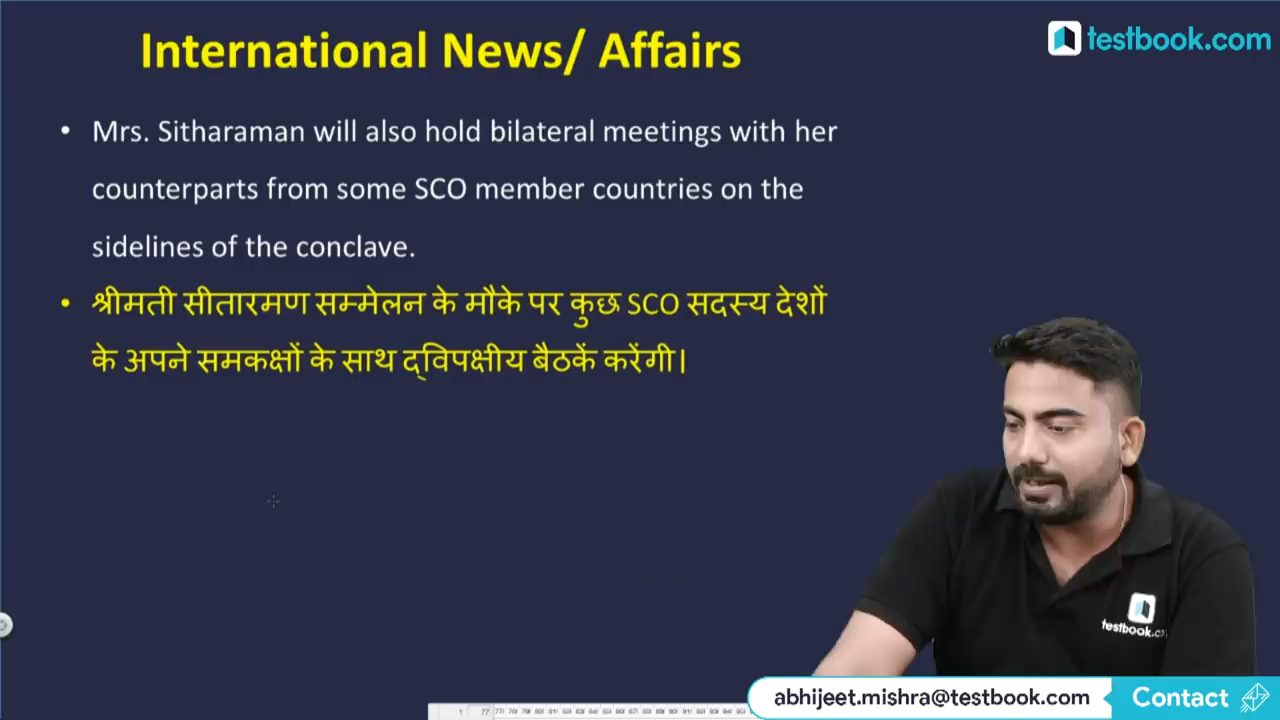 International News/ Affairs
testbook.com
• Mrs. Sitharaman will also hold bilateral meetings with her
counterparts from some SCO member countries on the
sidelines of the conclave.
• श्रीमती सीतारमण सम्मेलन के मौके पर कुछ SCO सदस्य देशों
के अपने समकक्षों के साथ द्विपक्षीय बैठकें करेंगी।
abhijeet.mishra@testbook.com
Contact